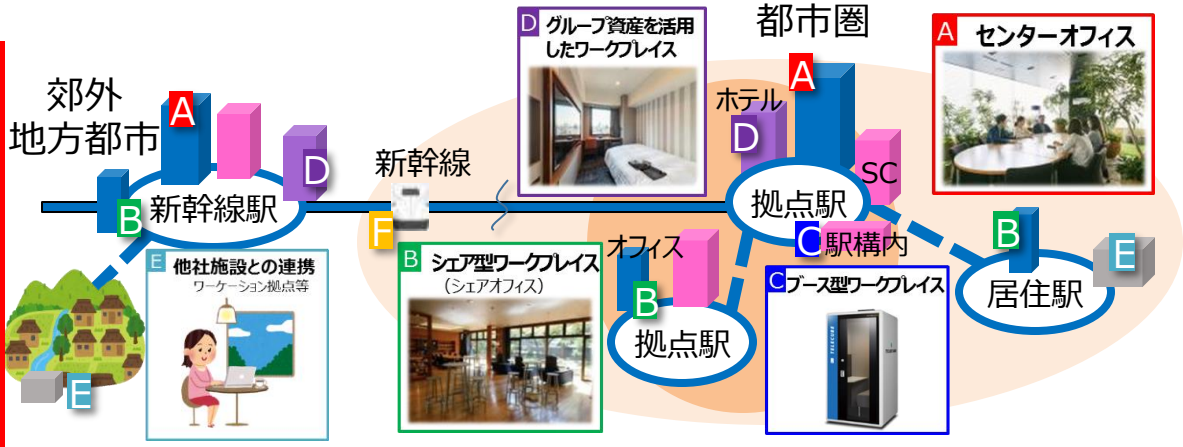 郊外
地方都市
A
D
B
新幹線駅
E
新幹線
F
D グループ資産を活用
したワークプレイス
都市圏
A
ホテル
D
SC
拠点駅
C
駅構内
A センターオフィス
B
E
居住駅
オフィス
B
拠点駅
E 他社施設との連携
ワーケーション拠点等
B シェア型ワークプレイス
（シェアオフィス）
C ブース型ワークプレイス
TELECUBE